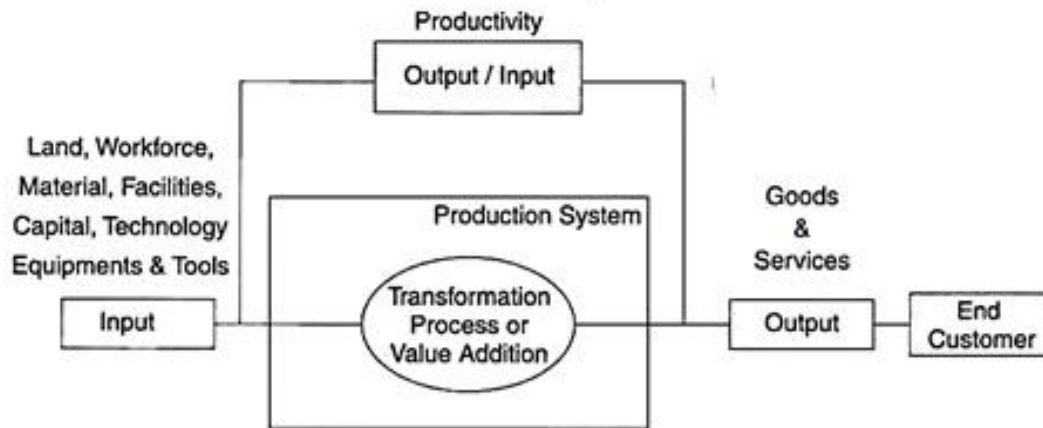 Productivity
Output / Input
Land, Workforce,
Material, Facilities,
Capital, Technology
Equipments & Tools
Input
Production System
Transformation
Process or
Value Addition
Goods
&
Services
Output
End
Customer